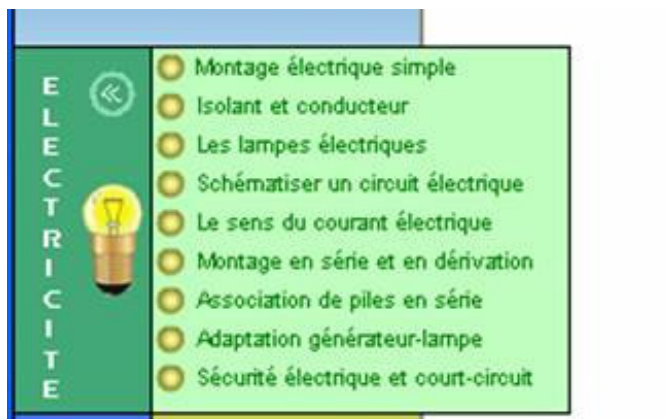 ELECTRICITE
Montage électrique simple
Isolant et conducteur
Les lampes électriques
Schématiser un circuit électrique
Le sens du courant électrique
Montage en série et en dérivation
Association de piles en série
Adaptation générateur-lampe
Sécurité électrique et court-circuit